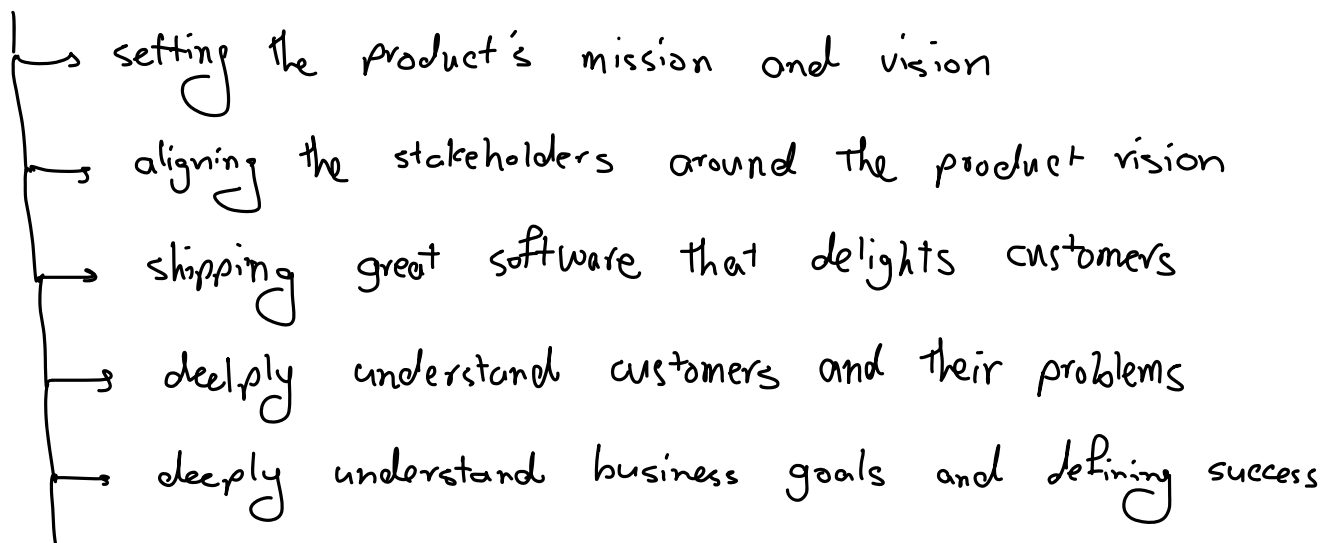 setting the product's mission and vision
aligning the stakeholders around the product vision
shipping great software that delights customers
deelply understand customers and their problems
deeply understand business goals and defining success